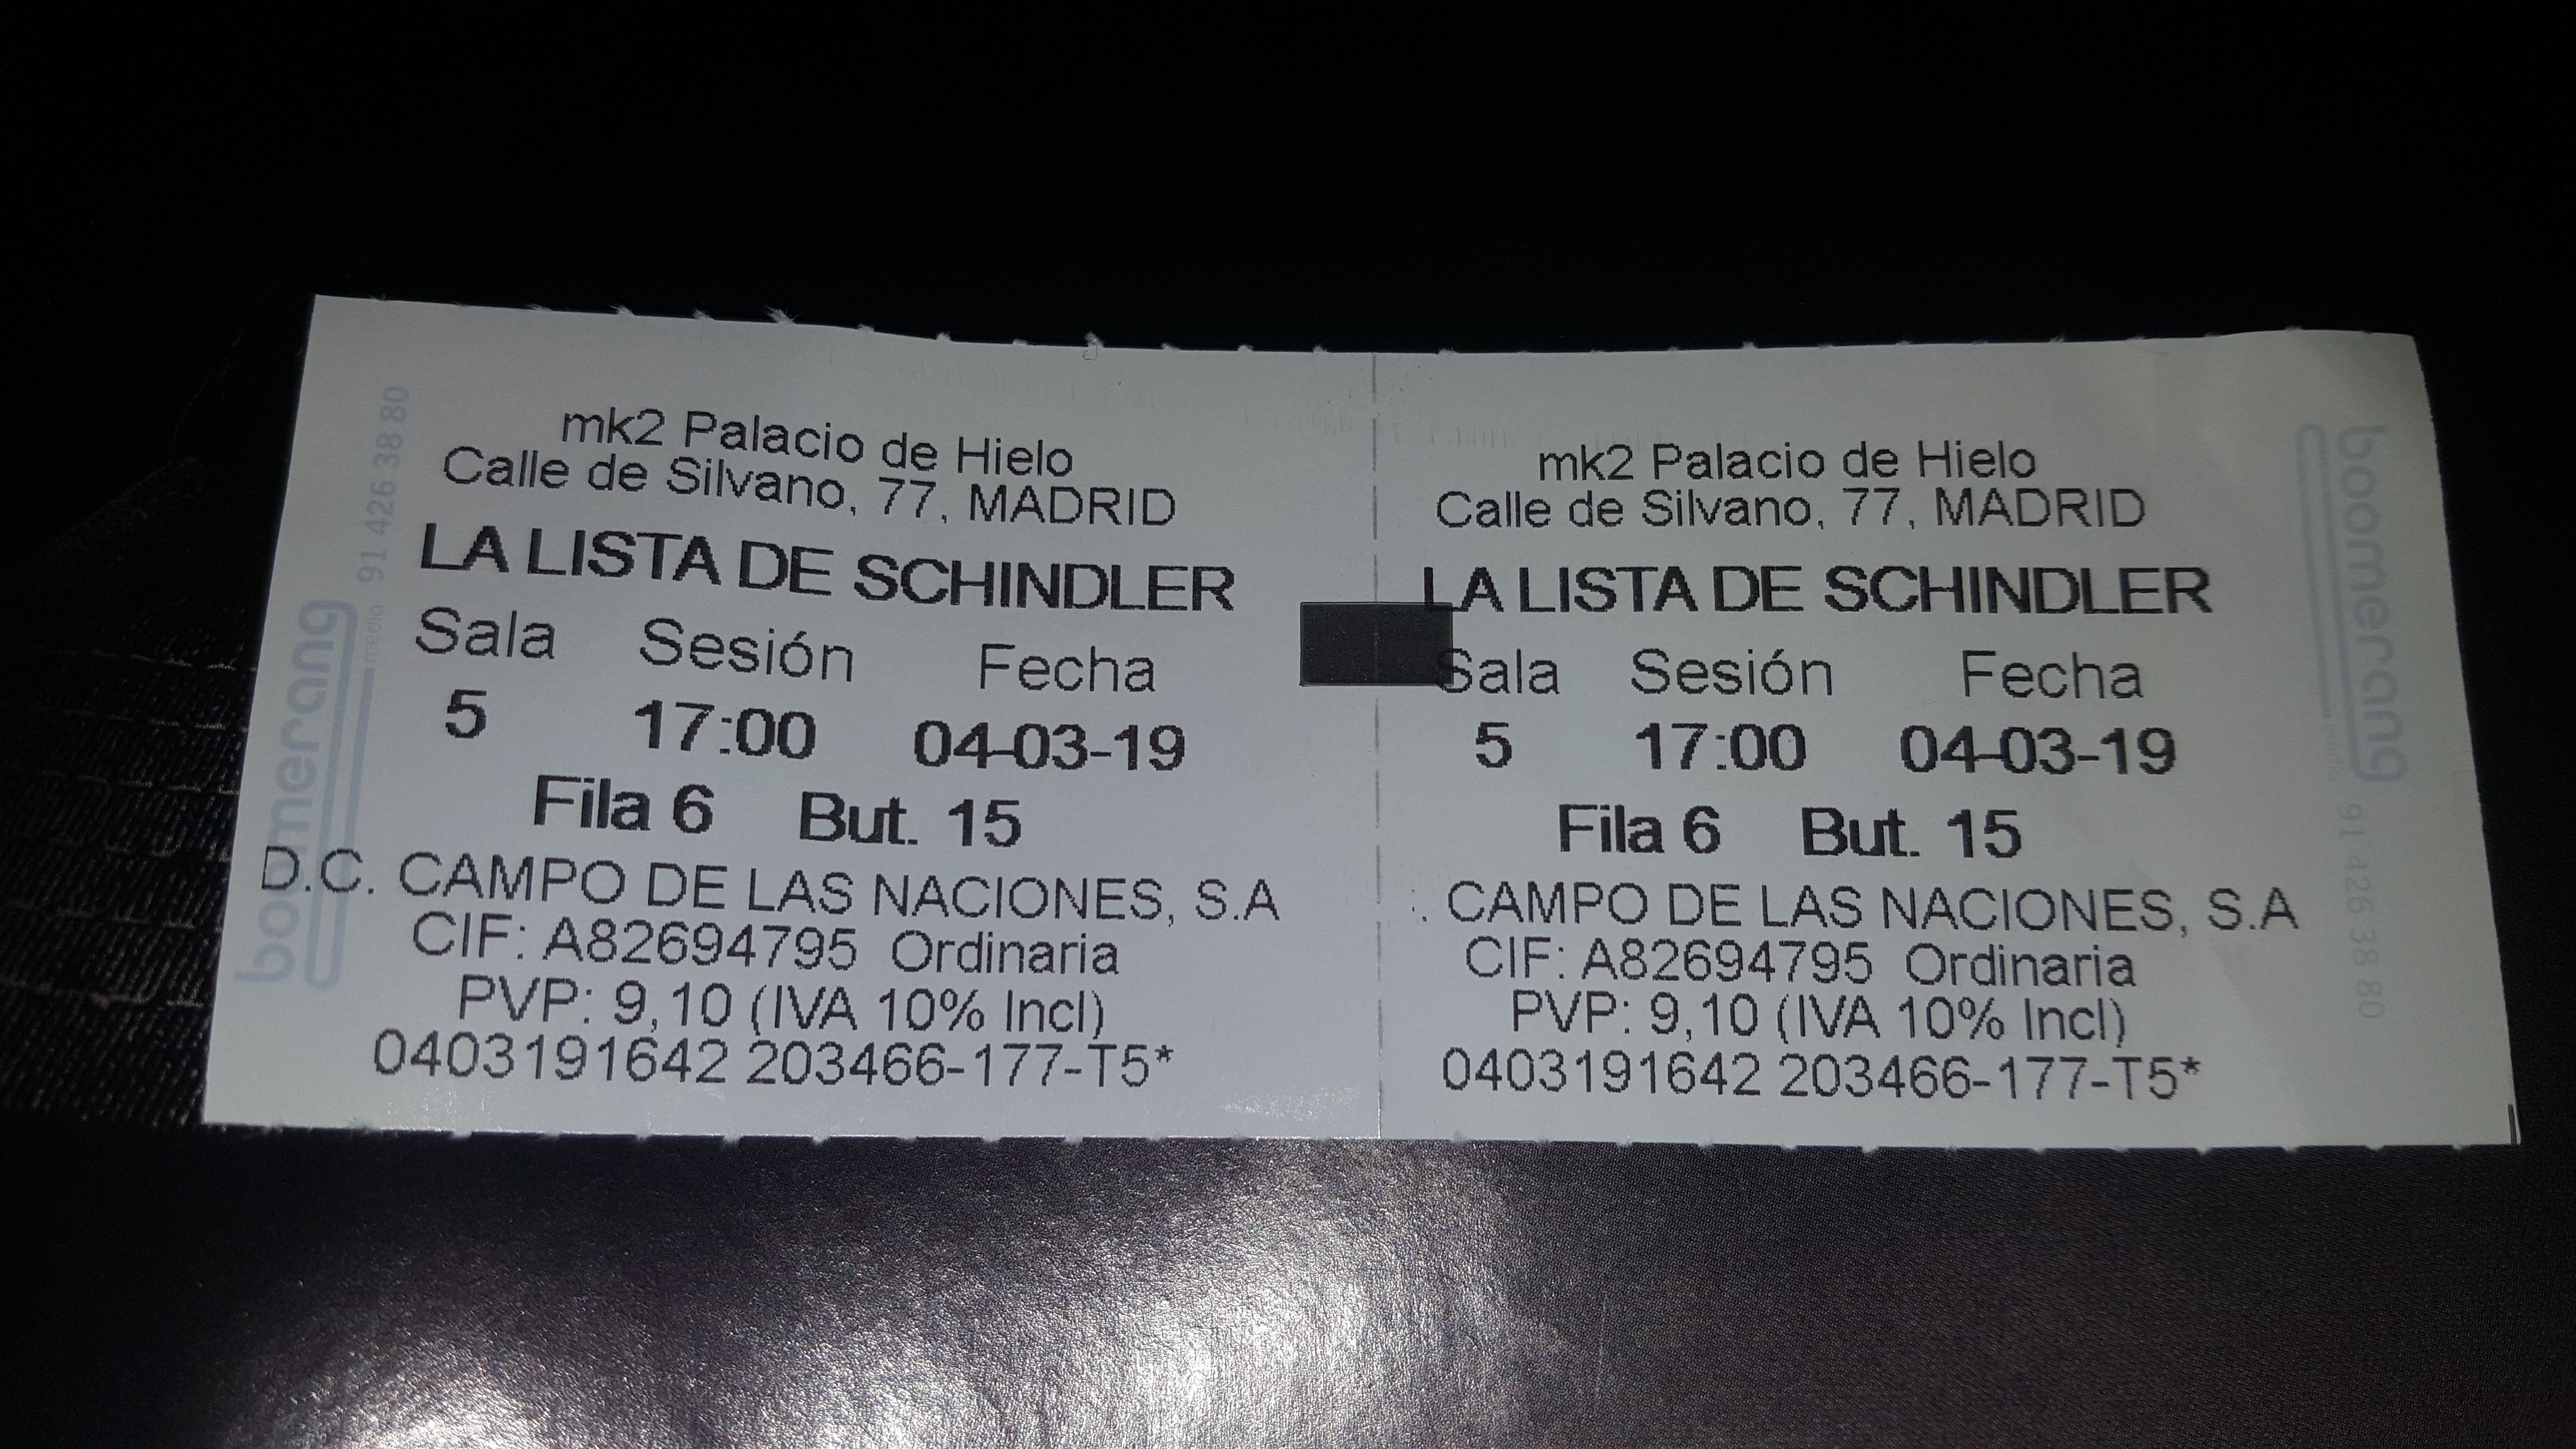 mk2 Palacio de Hielo
Calle de Silvano, 77, MADRID
LA LISTA DE SCHINDLER
Sala Sesión Fecha
5 17:00 04-03-19
Fila 6 But. 15
D.C. CAMPO DE LAS NACIONES, S.A
CIF: A82694795 Ordinaria
PVP: 9,10 (IVA 10% Incl)
0403191642 203466-177-T5*
boomerang
medio 91 426 38 80
mk2 Palacio de Hielo
Calle de Silvano, 77, MADRID
LA LISTA DE SCHINDLER
Sala Sesión Fecha
5 17:00 04-03-19
Fila 6 But. 15
. CAMPO DE LAS NACIONES, S.A
CIF: A82694795 Ordinaria
PVP: 9,10 (IVA 10% Incl)
0403191642 203466-177-T5*
boomerang
91 426 38 80